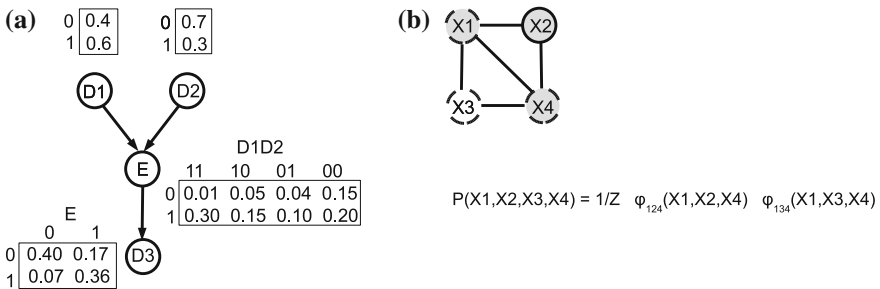 (a)
0 0.4
1 0.6
0 0.7
1 0.3
D1
D2
E
D1D2
11 10 01 00
0 0.01 0.05 0.04 0.15
1 0.30 0.15 0.10 0.20
E
0 1
0 0.40 0.17
1 0.07 0.36
D3
(b)
X1
X2
X3
X4
P(X1,X2,X3,X4) = 1/Z φ124(X1,X2,X4) φ134(X1,X3,X4)